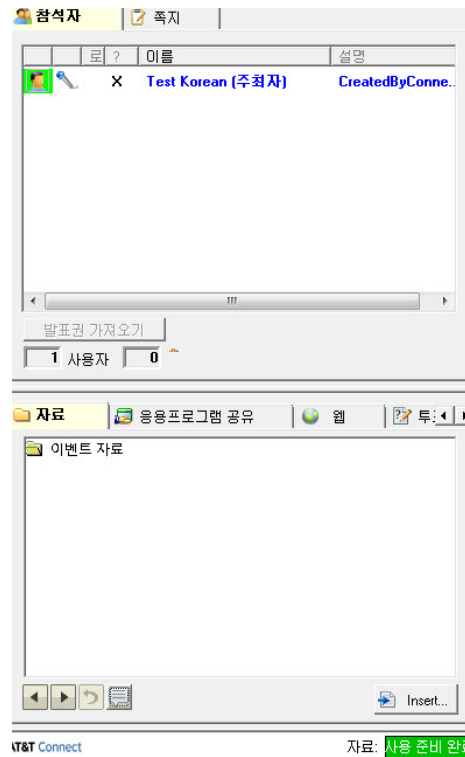 참석자 쪽지
로 ? 이름 설명
X Test Korean (주최자) CreatedByConne..
발표권 가져오기
1 사용자 0
자료 응용프로그램 공유 웹 투
이벤트 자료
Insert...
AT&T Connect 자료: 사용 준비 완료